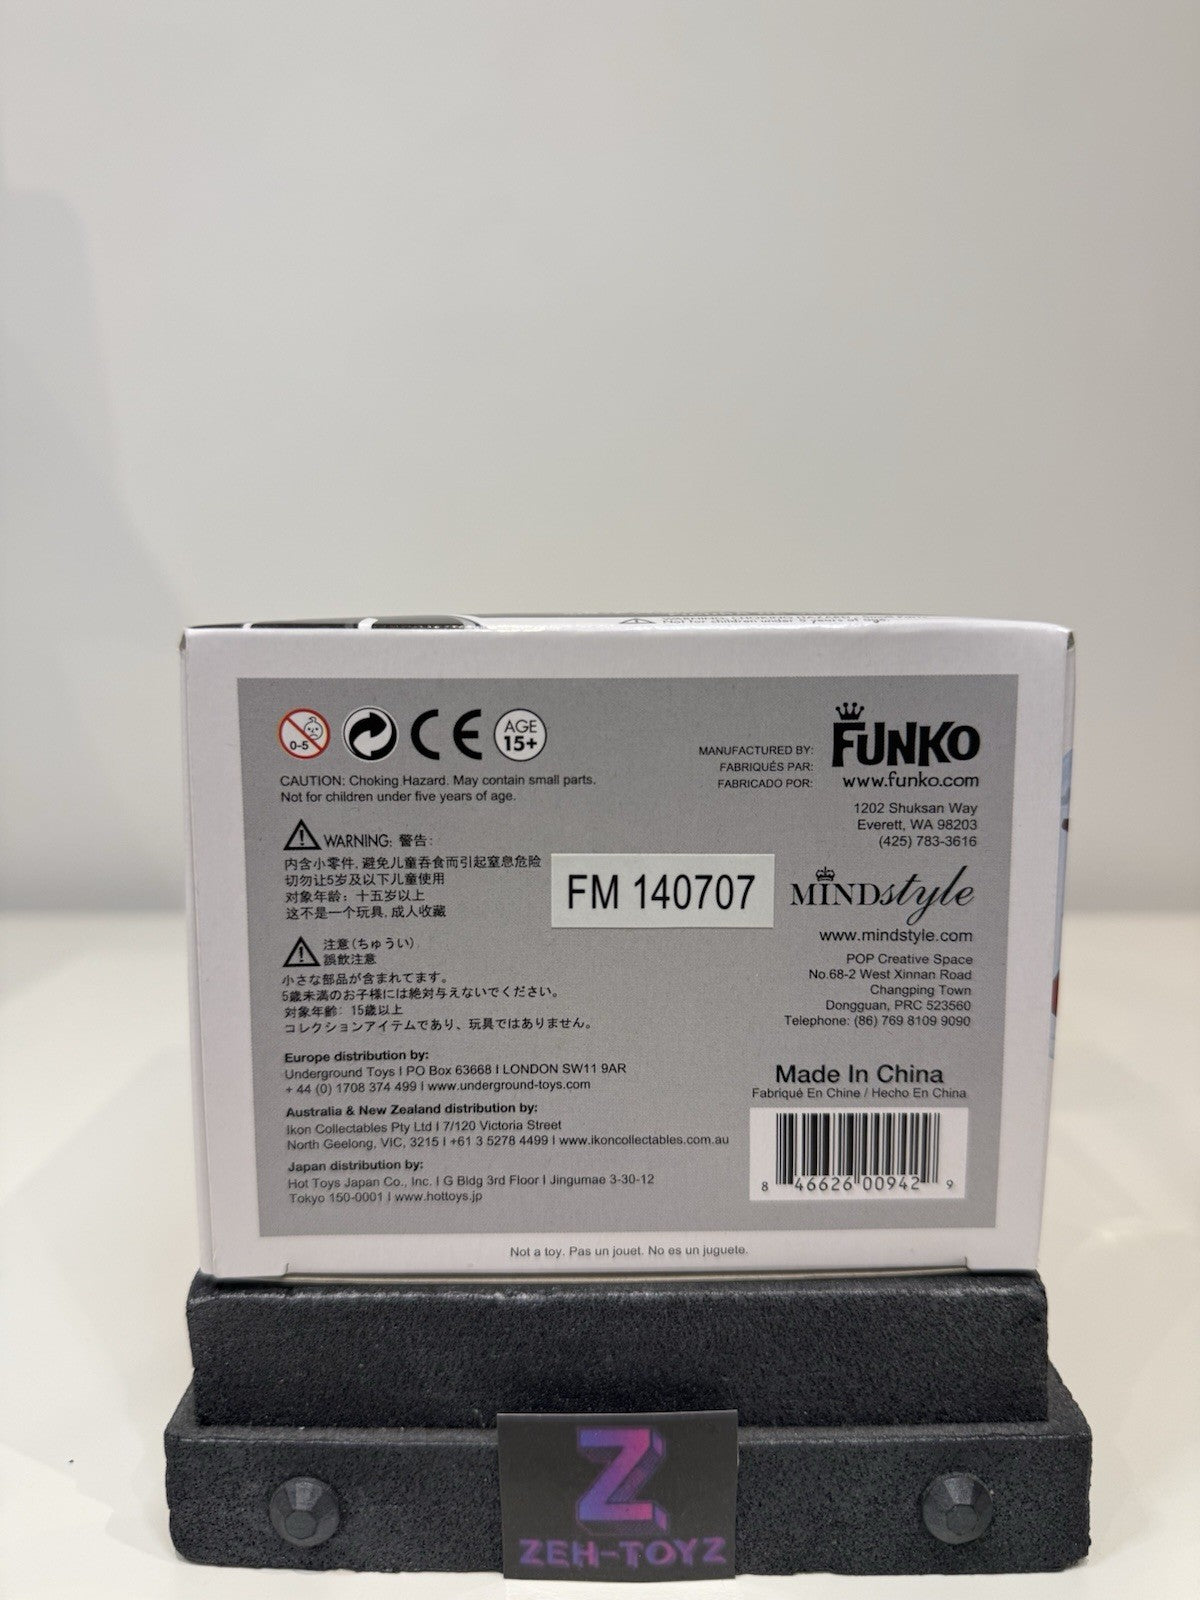 0-5
CE
AGE
15+
CAUTION: Choking Hazard. May contain small parts.
Not for children under five years of age.
WARNING: 警告:
内含小零件, 避免儿童吞食而引起窒息危险
切勿让5岁及以下儿童使用
对象年龄：十五岁以上
这不是一个玩具, 成人收藏
注意(ちゅうい)
誤飲注意
小さな部品が含まれてます。
5歳未満のお子様には絶対与えないでください。
対象年齢: 15歳以上
コレクションアイテムであり、玩具ではありません。
Europe distribution by:
Underground Toys I PO Box 63668 I LONDON SW11 9AR
+ 44 (0) 1708 374 499 I www.underground-toys.com
Australia & New Zealand distribution by:
Ikon Collectables Pty Ltd I 7/120 Victoria Street
North Geelong, VIC, 3215 I +61 3 5278 4499 I www.ikoncollectables.com.au
Japan distribution by:
Hot Toys Japan Co., Inc. I G Bldg 3rd Floor I Jingumae 3-30-12
Tokyo 150-0001 I www.hottoys.jp
FM 140707
MANUFACTURED BY:
FABRIQUÉS PAR:
FABRICADO POR:
FUNKO
www.funko.com
1202 Shuksan Way
Everett, WA 98203
(425) 783-3616
MINDstyle
www.mindstyle.com
POP Creative Space
No.68-2 West Xinnan Road
Changping Town
Dongguan, PRC 523560
Telephone: (86) 769 8109 9090
Made In China
Fabriqué En Chine / Hecho En China
8 46626 00942 9
Not a toy. Pas un jouet. No es un juguete.
Z
ZEH-TOYZ